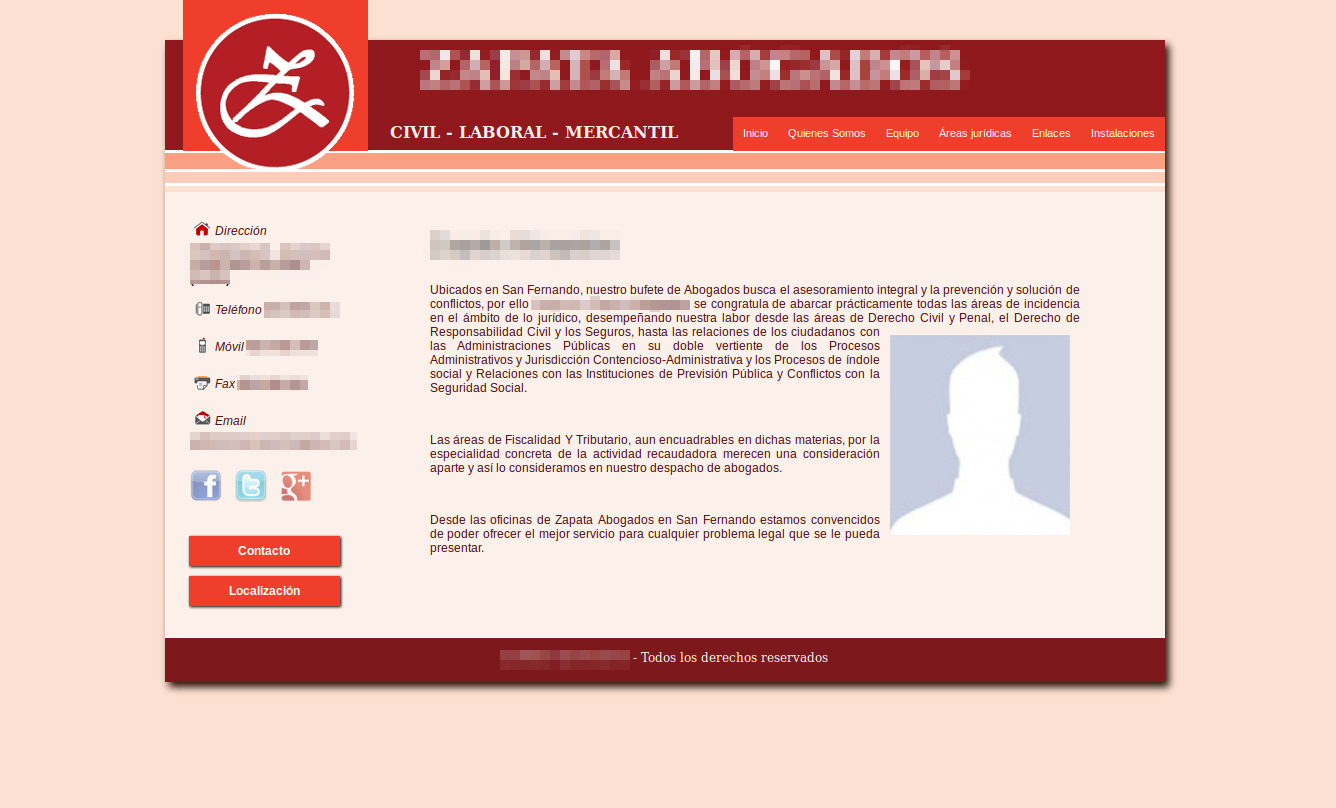 CIVIL - LABORAL - MERCANTIL
Inicio Quienes Somos Equipo Áreas jurídicas Enlaces Instalaciones
Dirección
Teléfono
Móvil
Fax
Email
Contacto
Localización
Ubicados en San Fernando, nuestro bufete de Abogados busca el asesoramiento integral y la prevención y solución de
conflictos, por ello se congratula de abarcar prácticamente todas las áreas de incidencia
en el ámbito de lo jurídico, desempeñando nuestra labor desde las áreas de Derecho Civil y Penal, el Derecho de
Responsabilidad Civil y los Seguros, hasta las relaciones de los ciudadanos con
las Administraciones Públicas en su doble vertiente de los Procesos
Administrativos y Jurisdicción Contencioso-Administrativa y los Procesos de índole
social y Relaciones con las Instituciones de Previsión Pública y Conflictos con la
Seguridad Social.
Las áreas de Fiscalidad Y Tributario, aun encuadrables en dichas materias, por la
especialidad concreta de la actividad recaudadora merecen una consideración
aparte y así lo consideramos en nuestro despacho de abogados.
Desde las oficinas de Zapata Abogados en San Fernando estamos convencidos
de poder ofrecer el mejor servicio para cualquier problema legal que se le pueda
presentar.
- Todos los derechos reservados